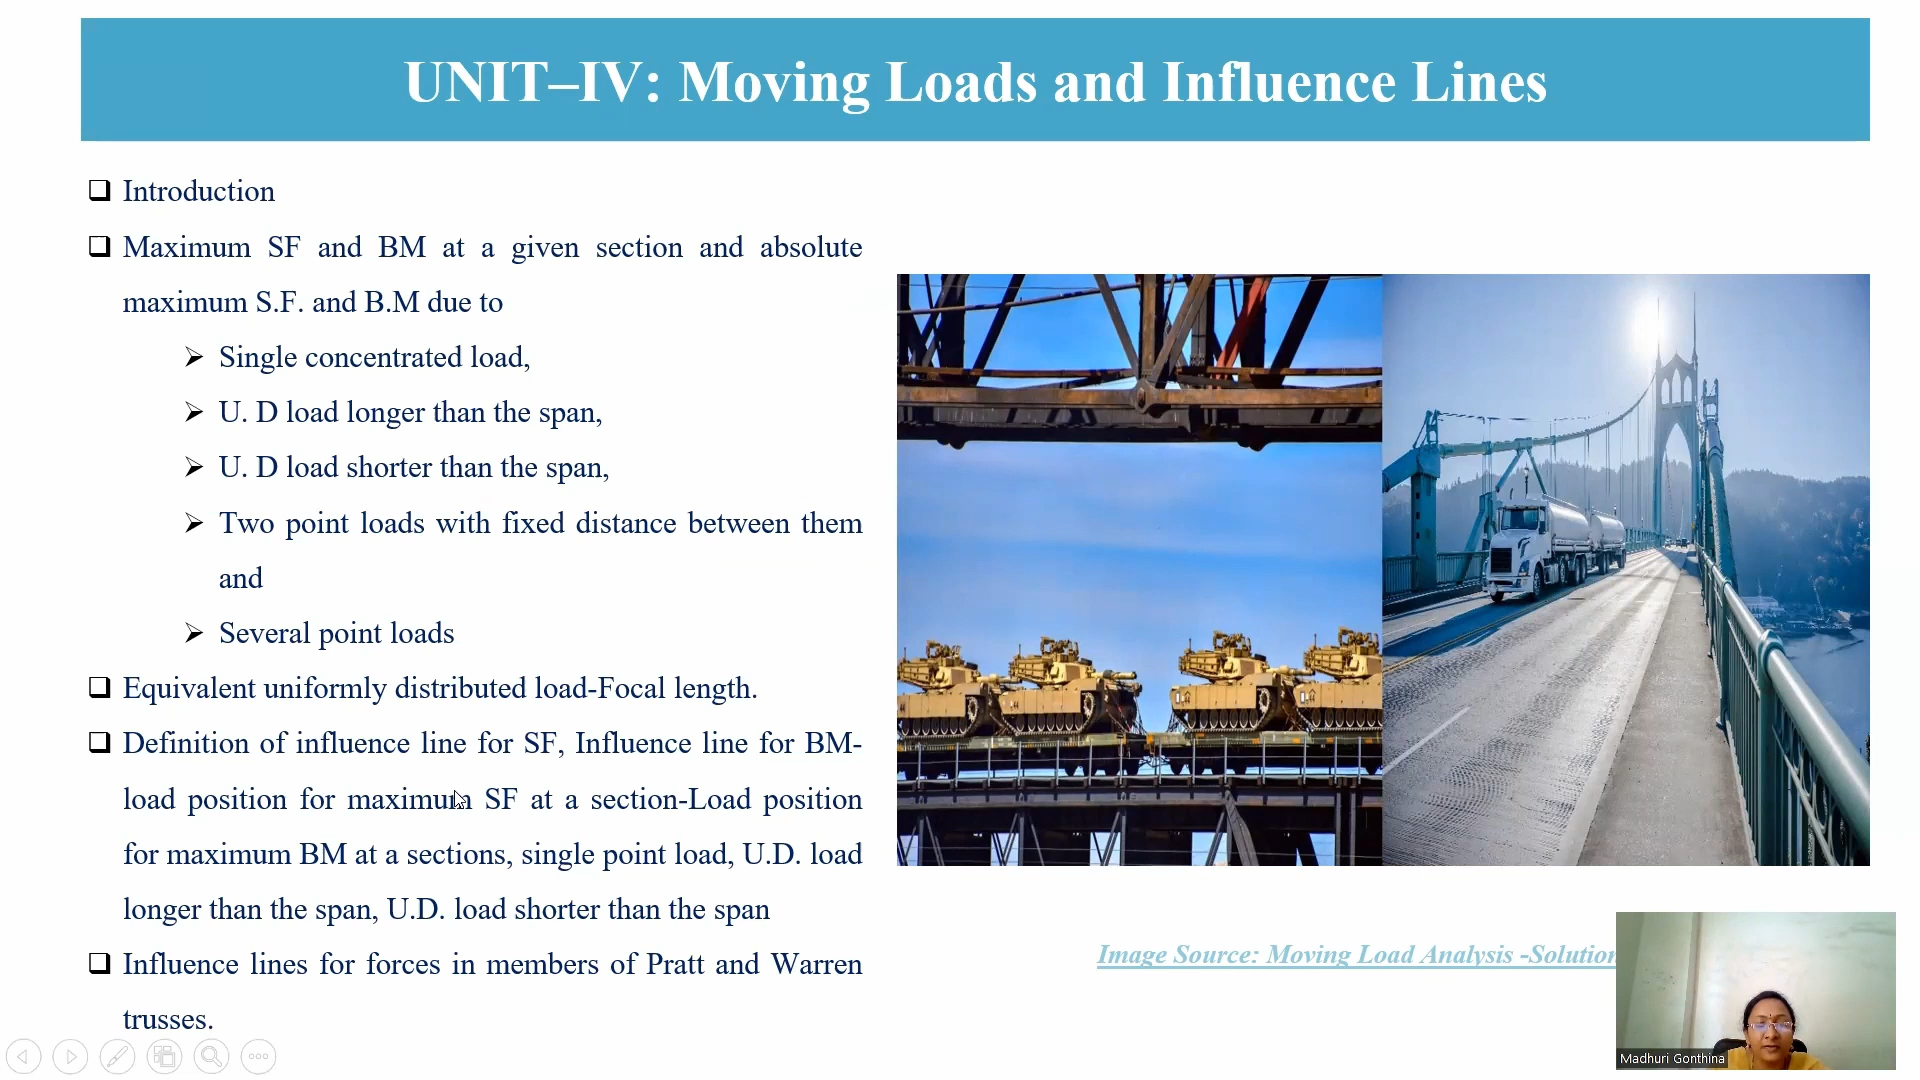 UNIT–IV: Moving Loads and Influence Lines
Introduction
Maximum SF and BM at a given section and absolute
maximum S.F. and B.M due to
Single concentrated load,
U. D load longer than the span,
U. D load shorter than the span,
Two point loads with fixed distance between them
and
Several point loads
Equivalent uniformly distributed load-Focal length.
Definition of influence line for SF, Influence line for BM-
load position for maximum SF at a section-Load position
for maximum BM at a sections, single point load, U.D. load
longer than the span, U.D. load shorter than the span
Influence lines for forces in members of Pratt and Warren
trusses.
Image Source: Moving Load Analysis -Solution
Madhuri Gonthina